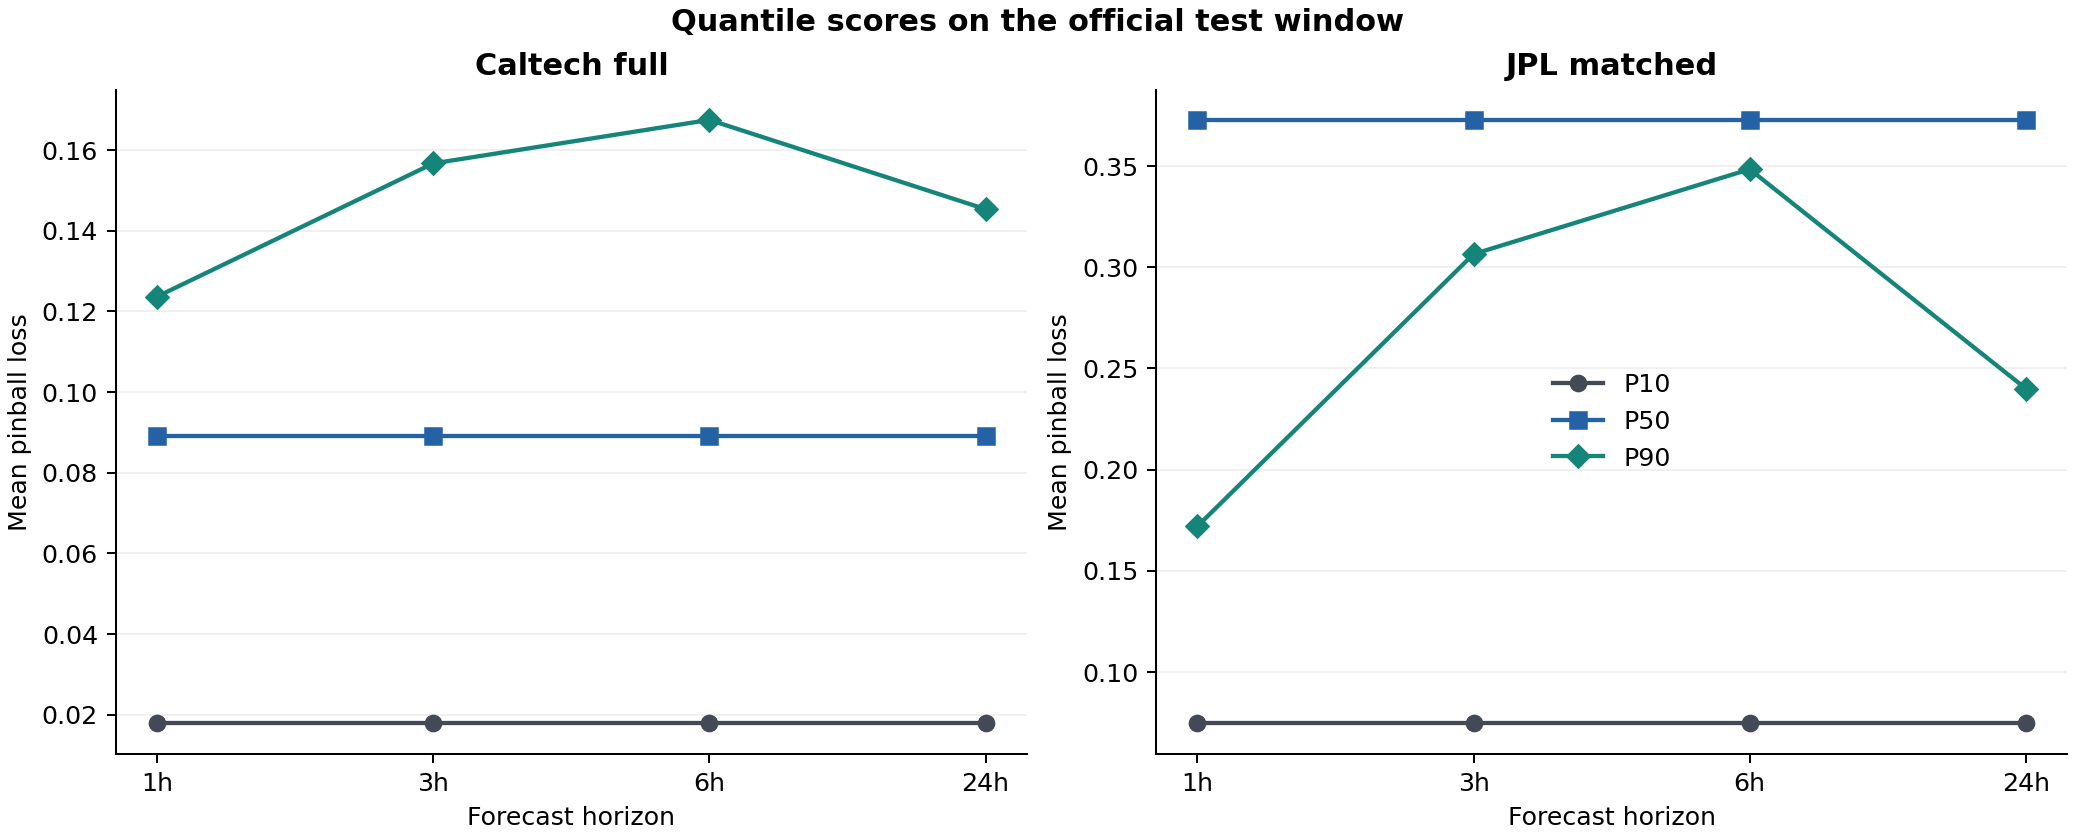 Quantile scores on the official test window
Caltech full
Mean pinball loss
0.16
0.14
0.12
0.10
0.08
0.06
0.04
0.02
1h 3h 6h 24h
Forecast horizon
JPL matched
Mean pinball loss
0.35
0.30
0.25
0.20
0.15
0.10
P10
P50
P90
1h 3h 6h 24h
Forecast horizon